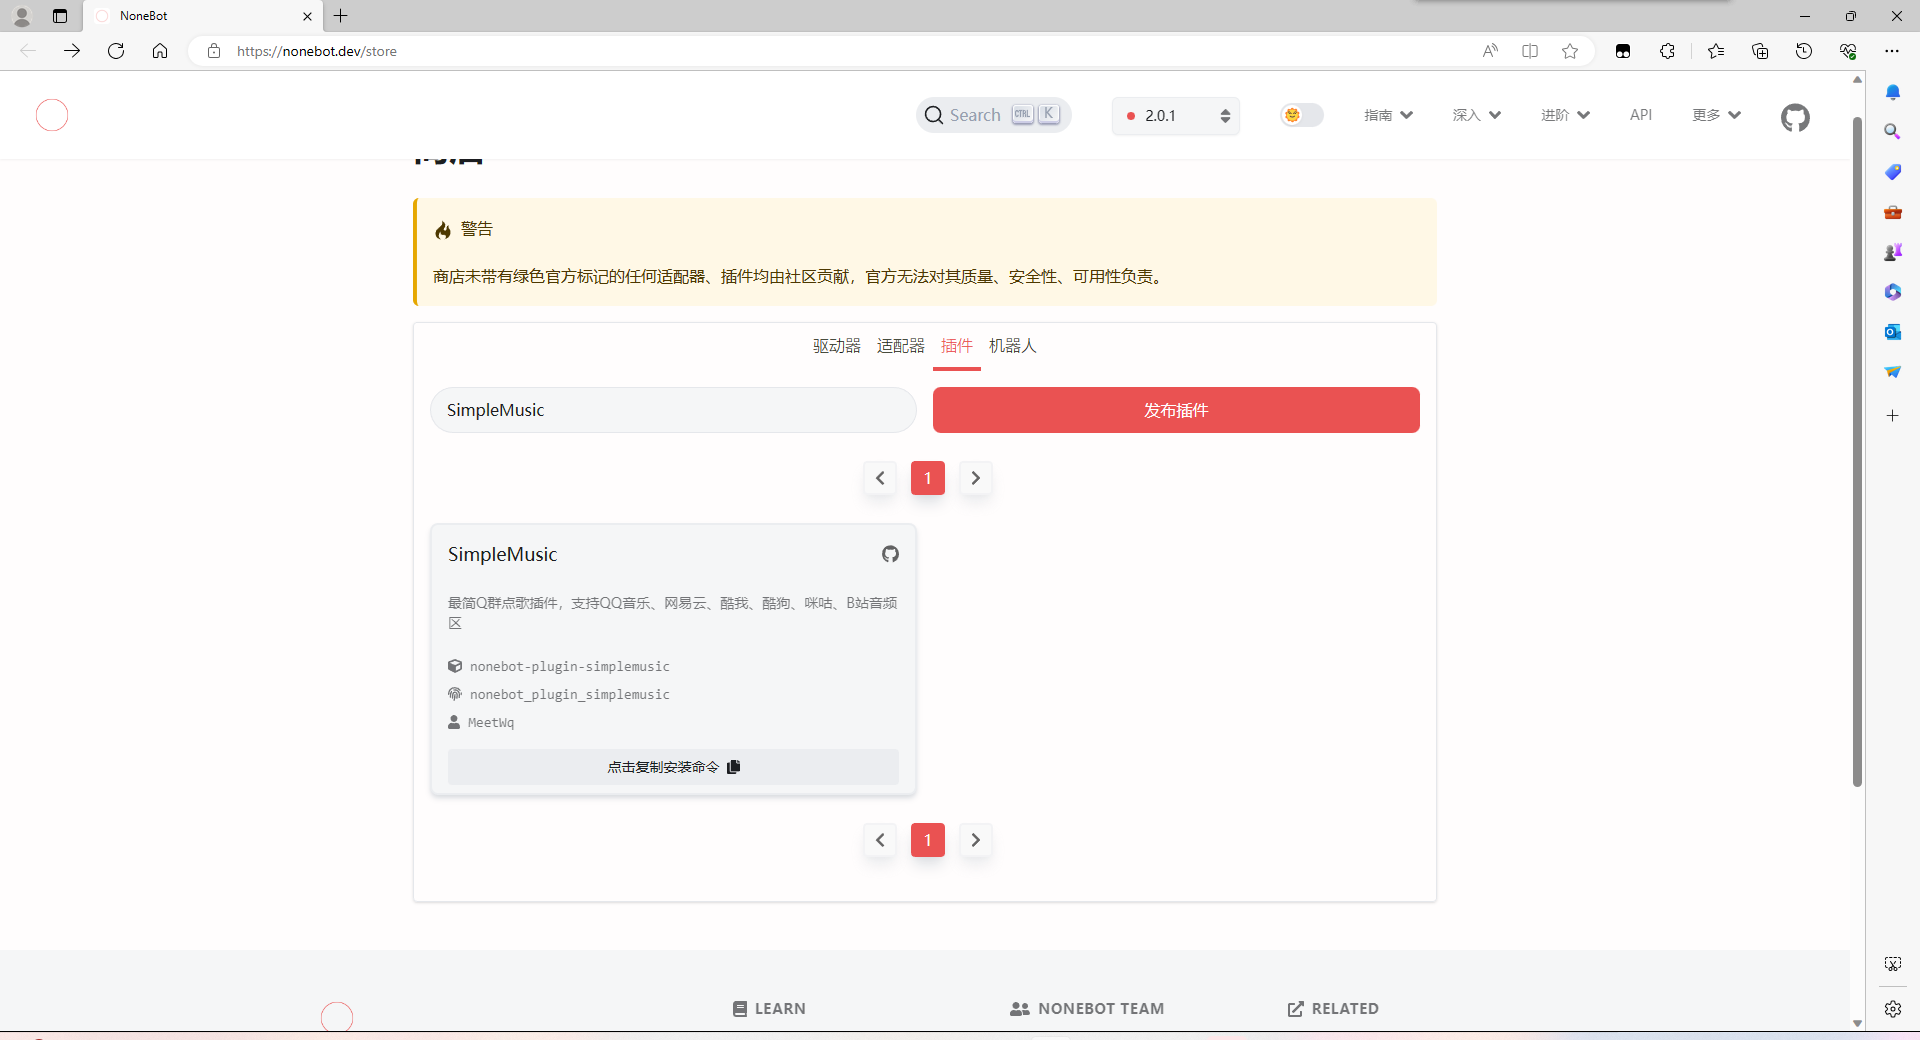 NoneBot
https://nonebot.dev/store
Search CTRL K
2.0.1
指南
深入
进阶
API
更多
商店
警告
商店未带有绿色官方标记的任何适配器、插件均由社区贡献，官方无法对其质量、安全性、可用性负责。
驱动器 适配器 插件 机器人
SimpleMusic
发布插件
1
SimpleMusic
最简Q群点歌插件，支持QQ音乐、网易云、酷我、酷狗、咪咕、B站音频
区
nonebot-plugin-simplemusic
nonebot_plugin_simplemusic
MeetWq
点击复制安装命令
1
LEARN
NONEBOT TEAM
RELATED